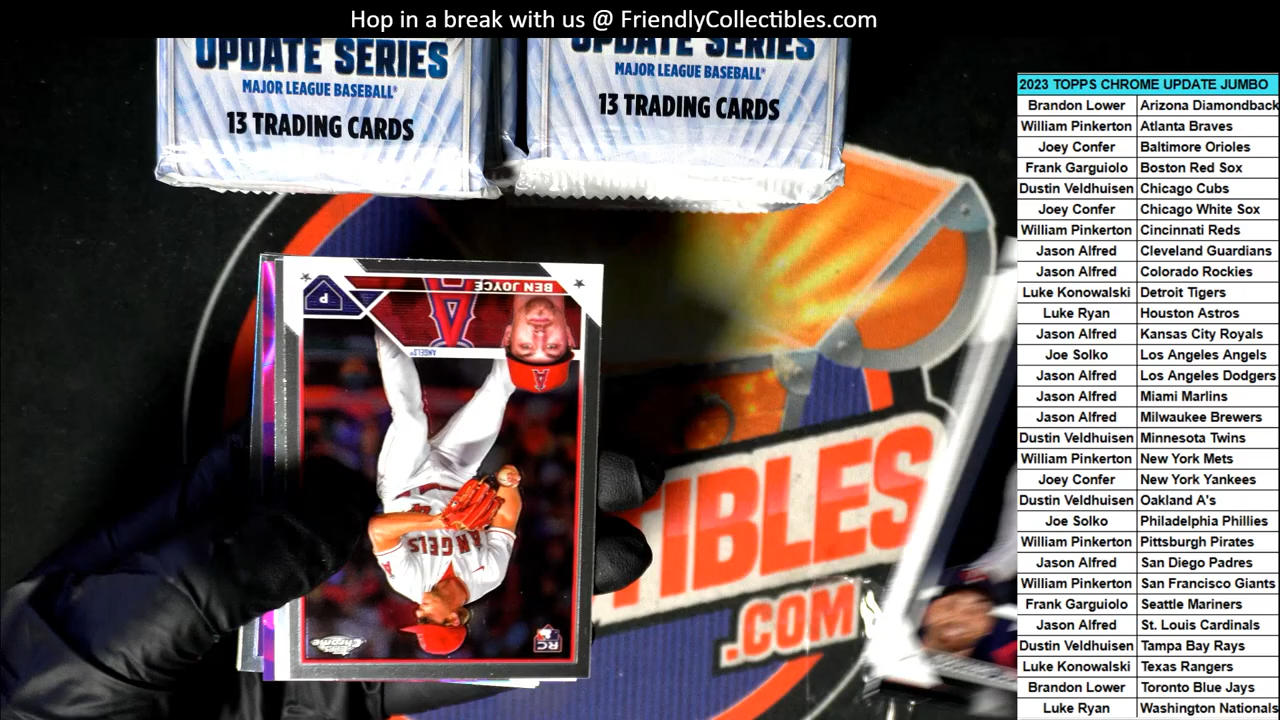 Hop in a break with us @ FriendlyCollectibles.com
UPDATE SERIES
MAJOR LEAGUE BASEBALL®
13 TRADING CARDS
UPDATE SERIES
MAJOR LEAGUE BASEBALL®
13 TRADING CARDS
BEN JOYCE
P
A
ANGELS®
A
ANGELS
Topps Chrome
RC
TIBLES
.COM
2023 TOPPS CHROME UPDATE JUMBO
Brandon Lower Arizona Diamondback
William Pinkerton Atlanta Braves
Joey Confer Baltimore Orioles
Frank Garguiolo Boston Red Sox
Dustin Veldhuisen Chicago Cubs
Joey Confer Chicago White Sox
William Pinkerton Cincinnati Reds
Jason Alfred Cleveland Guardians
Jason Alfred Colorado Rockies
Luke Konowalski Detroit Tigers
Luke Ryan Houston Astros
Jason Alfred Kansas City Royals
Joe Solko Los Angeles Angels
Jason Alfred Los Angeles Dodgers
Jason Alfred Miami Marlins
Jason Alfred Milwaukee Brewers
Dustin Veldhuisen Minnesota Twins
William Pinkerton New York Mets
Joey Confer New York Yankees
Dustin Veldhuisen Oakland A's
Joe Solko Philadelphia Phillies
William Pinkerton Pittsburgh Pirates
Jason Alfred San Diego Padres
William Pinkerton San Francisco Giants
Frank Garguiolo Seattle Mariners
Jason Alfred St. Louis Cardinals
Dustin Veldhuisen Tampa Bay Rays
Luke Konowalski Texas Rangers
Brandon Lower Toronto Blue Jays
Luke Ryan Washington Nationals